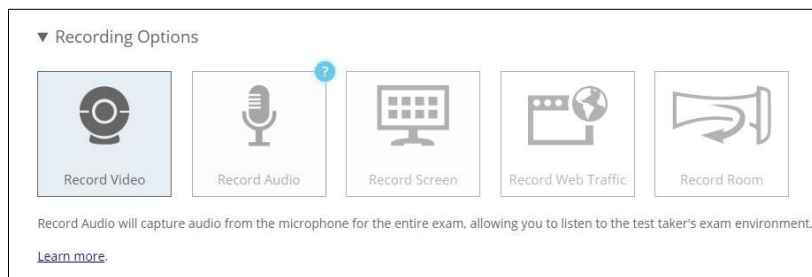 ▼ Recording Options
?
Record Video
Record Audio
Record Screen
Record Web Traffic
Record Room
Record Audio will capture audio from the microphone for the entire exam, allowing you to listen to the test taker's exam environment.
Learn more.